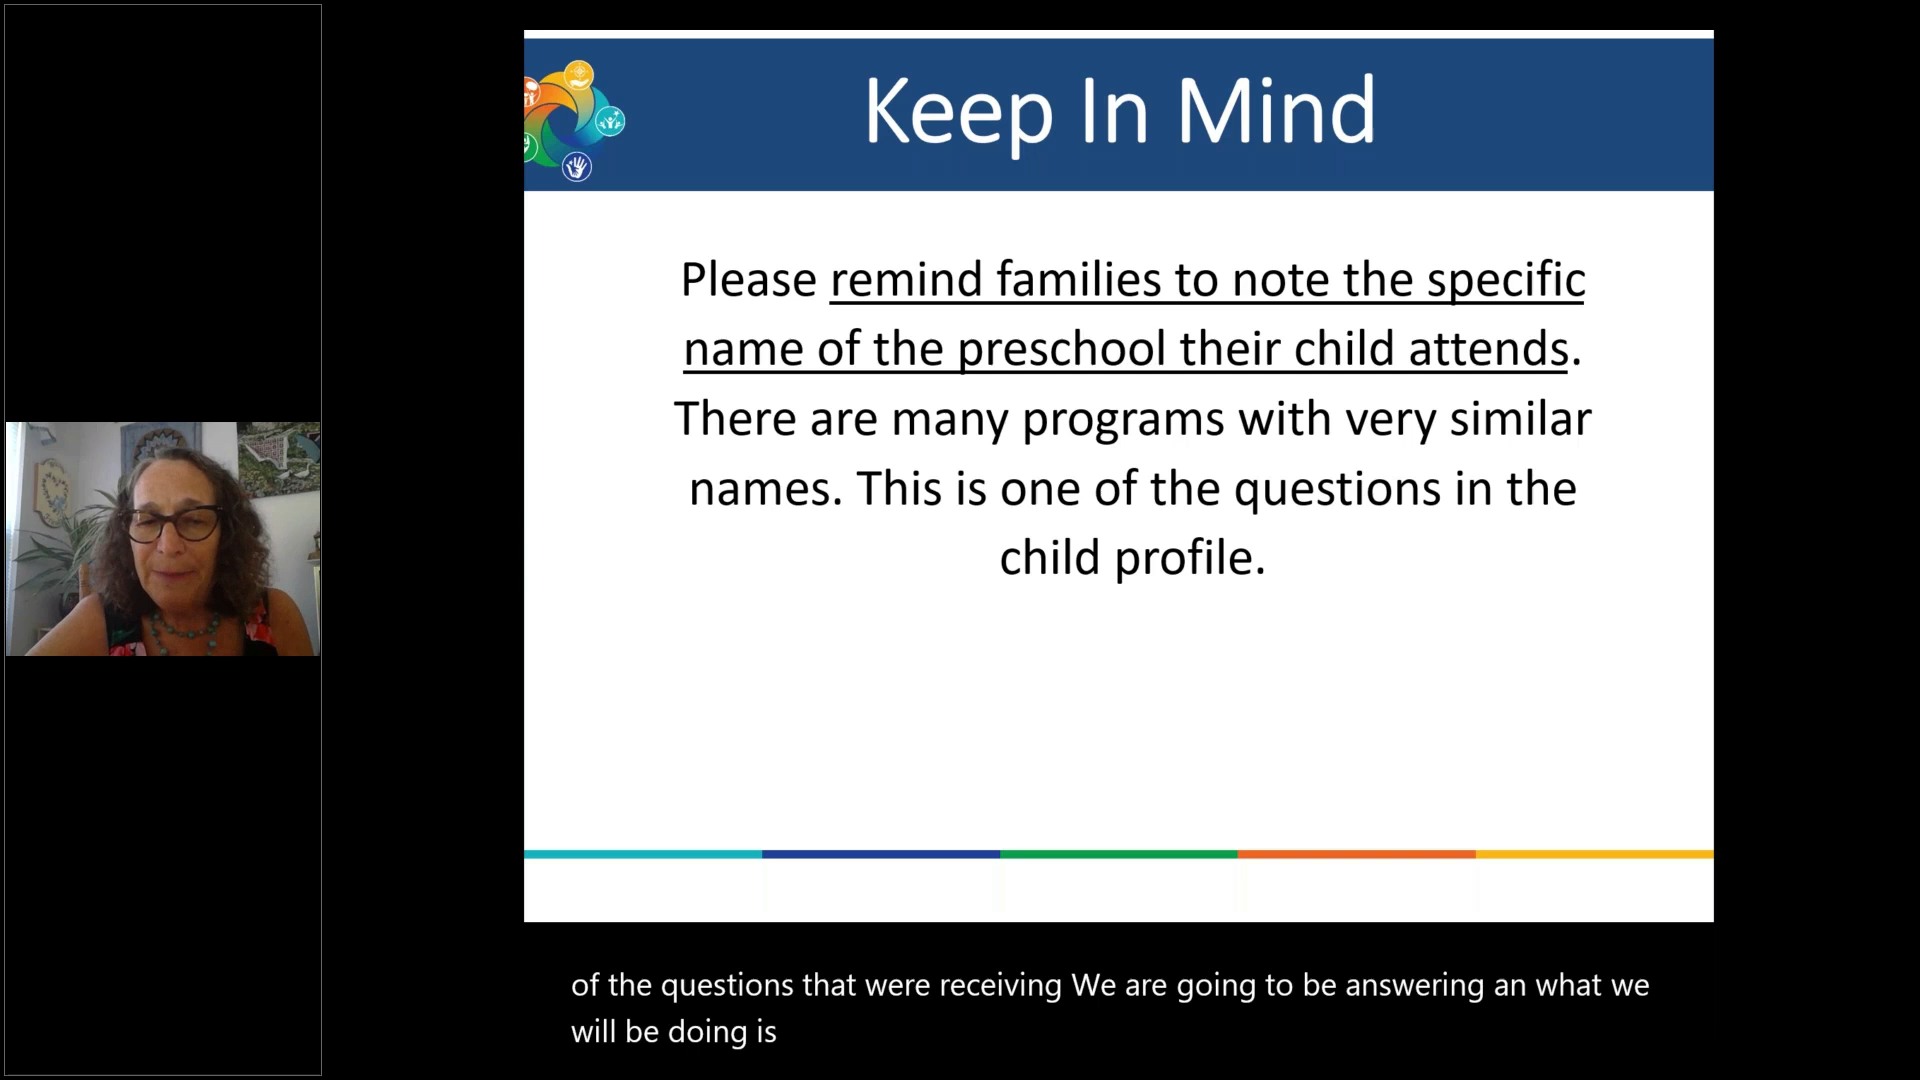 Keep In Mind
Please remind families to note the specific
name of the preschool their child attends.
There are many programs with very similar
names. This is one of the questions in the
child profile.
of the questions that were receiving We are going to be answering an what we
will be doing is